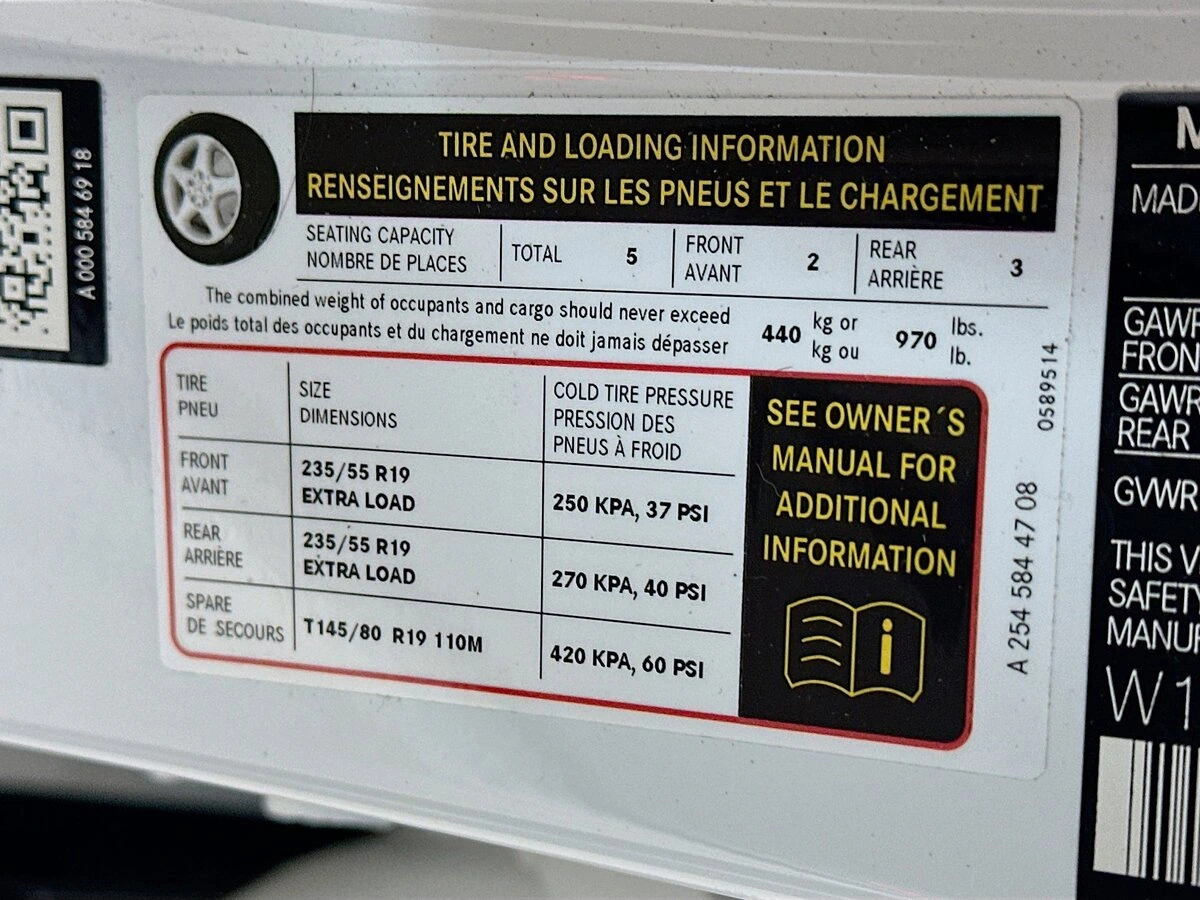 A 000 584 69 18
TIRE AND LOADING INFORMATION
RENSEIGNEMENTS SUR LES PNEUS ET LE CHARGEMENT
SEATING CAPACITY
NOMBRE DE PLACES
TOTAL 5
FRONT
AVANT
2
REAR
ARRIÈRE
3
The combined weight of occupants and cargo should never exceed
Le poids total des occupants et du chargement ne doit jamais dépasser
440 kg or
kg ou
970 lbs.
lb.
TIRE
PNEU
SIZE
DIMENSIONS
COLD TIRE PRESSURE
PRESSION DES
PNEUS À FROID
FRONT
AVANT
235/55 R19
EXTRA LOAD
250 KPA, 37 PSI
REAR
ARRIÈRE
235/55 R19
EXTRA LOAD
270 KPA, 40 PSI
SPARE
DE SECOURS
T145/80 R19 110M
420 KPA, 60 PSI
SEE OWNER´S
MANUAL FOR
ADDITIONAL
INFORMATION
i
0589514
A 254 584 47 08
MAD
GAWR
FRON
GAWR
REAR
GVWR
THIS V
SAFETY
MANUF
W1